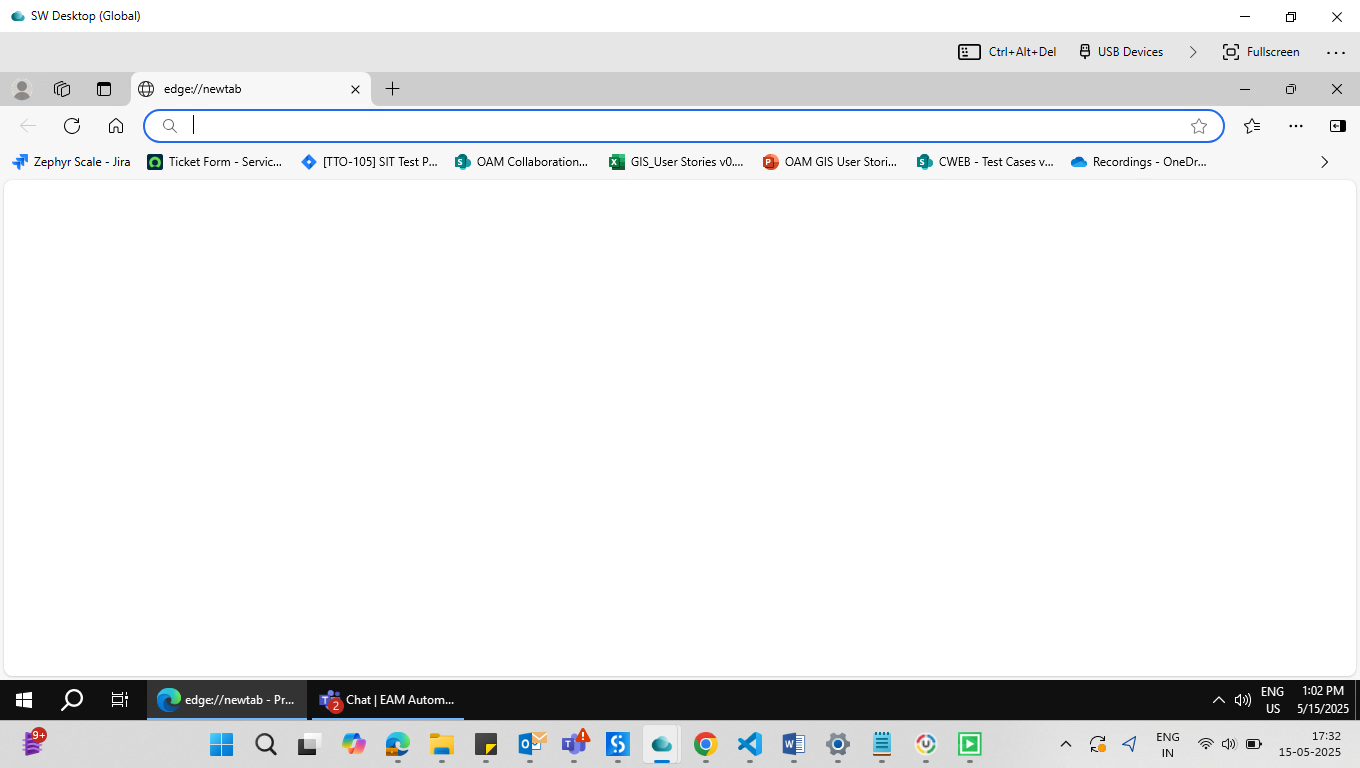 SW Desktop (Global)
Ctrl+Alt+Del
USB Devices
Fullscreen
edge://newtab
Zephyr Scale - Jira
Ticket Form - Servic...
[TTO-105] SIT Test P...
OAM Collaboration...
GIS_User Stories v0....
OAM GIS User Stori...
CWEB - Test Cases v...
Recordings - OneDr...
edge://newtab - Pr...
2
Chat | EAM Autom...
ENG
US
1:02 PM
5/15/2025
9+
ENG
IN
17:32
15-05-2025